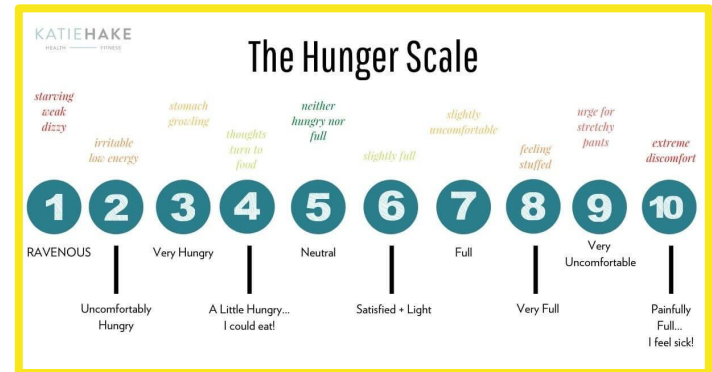 KATIEHAKE
HEALTH FITNESS
The Hunger Scale
starving
weak
dizzy
irritable
low energy
stomach
growling
thoughts
turn to
food
neither
hungry nor
full
slightly full
slightly
uncomfortable
feeling
stuffed
urge for
stretchy
pants
extreme
discomfort
1
2
3
4
5
6
7
8
9
10
RAVENOUS
Uncomfortably
Hungry
Very Hungry
A Little Hungry...
I could eat!
Neutral
Satisfied + Light
Full
Very Full
Very
Uncomfortable
Painfully
Full...
I feel sick!